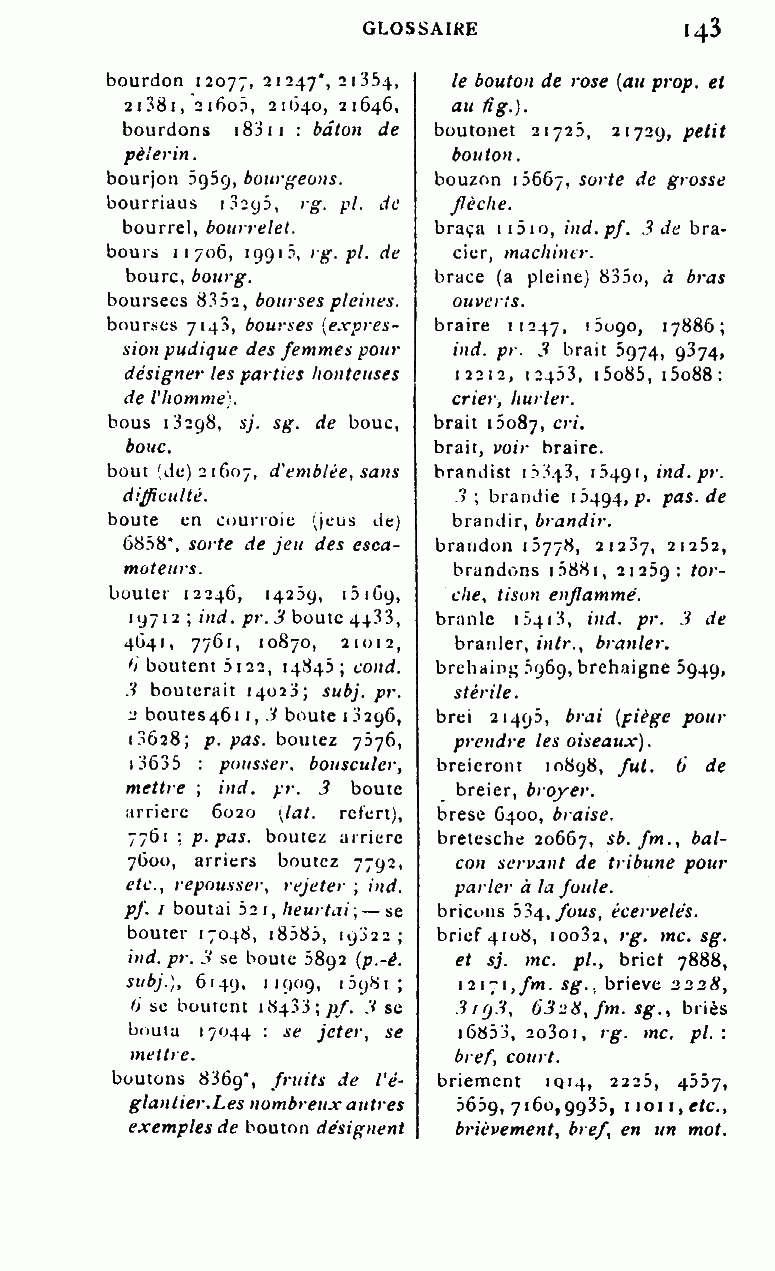 GLOSSAIRE 143
bourdon 12077, 21247*, 21354,
21381, 21605, 21640, 21646,
bourdons 18311 : bâton de
pèlerin.
bourjon 5959, bourgeons.
bourriaus 13295, rg. pl. de
bourrel, bourrelet.
bours 11706, 19915, rg. pl. de
bourc, bourg.
boursees 8352, bourses pleines.
bourses 7143, bourses (expres-
sion pudique des femmes pour
désigner les parties honteuses
de l'homme).
bous 13298, sj. sg. de bouc,
bouc.
bout (de) 21607, d'emblée, sans
difficulté.
boute en courroie (jeus de)
6858*, sorte de jeu des esca-
moteurs.
bouter 12246, 14259, 15169,
19712 ; ind. pr. 3 boute 4433,
4641, 7761, 10870, 21012,
6 boutent 5122, 14845 ; cond.
3 bouterait 14023; subj. pr.
2 boutes 4611, 3 boute 13296,
13628; p. pas. boutez 7576,
13635 : pousser, bousculer,
mettre ; ind. pr. 3 boute
arriere 6020 (lat. refert),
7761 ; p. pas. boutez arriere
7600, arriers boutez 7792,
etc., repousser, rejeter ; ind.
pf. 1 boutai 521, heurtai ; — se
bouter 17048, 18585, 19322 ;
ind. pr. 3 se boute 5892 (p.-ê.
subj.), 6149, 11909, 15981 ;
6 se boutent 18433 ; pf. 3 se
bouta 17044 : se jeter, se
mettre.
boutons 8369*, fruits de l'é-
glantier. Les nombreux autres
exemples de bouton désignent
le bouton de rose (au prop. et
au fig.).
boutonet 21725, 21729, petit
bouton.
bouzon 15667, sorte de grosse
flèche.
braça 11510, ind. pf. 3 de bra-
cier, machiner.
brace (a pleine) 8350, à bras
ouverts.
braire 11247, 15090, 17886 ;
ind. pr. 3 brait 5974, 9374,
12212, 12453, 15085, 15088 :
crier, hurler.
brait 15087, cri.
brait, voir braire.
brandist 15343, 15491, ind. pr.
3 ; brandie 15494, p. pas. de
brandir, brandir.
brandon 15778, 21237, 21252,
brandons 15881, 21259 : tor-
che, tison enflammé.
branle 15413, ind. pr. 3 de
branler, intr., branler.
brehaing 5969, brehaigne 5949,
stérile.
brei 21495, brai (piège pour
prendre les oiseaux).
breieront 10898, fut. 6 de
breier, broyer.
brese 6400, braise.
bretesche 20667, sb. fm., bal-
con servant de tribune pour
parler à la foule.
bricons 534, fous, écervelés.
brief 4108, 10032, rg. mc. sg.
et sj. mc. pl., briet 7888,
12171, fm. sg., brieve 2228,
3193, 6328, fm. sg., briès
16853, 20301, rg. mc. pl. :
bref, court.
briement 1914, 2225, 4557,
5659, 7160, 9935, 11011, etc.,
brièvement, bref, en un mot.